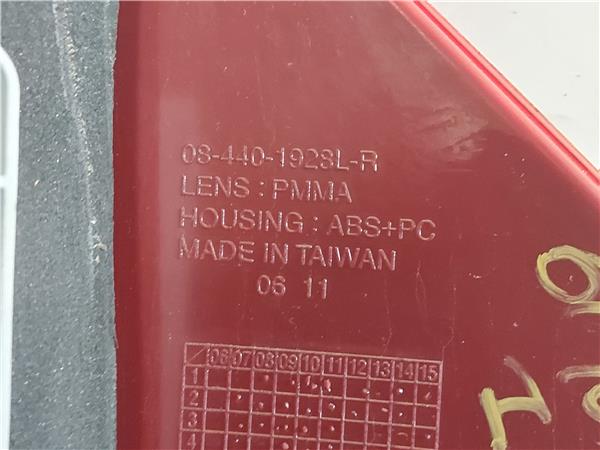 08-440-1923L-R
LENS : PMMA
HOUSING : ABS+PC
MADE IN TAIWAN
06 11
06 07 08 09 10 11 12 13 14 15
1
2
3
4